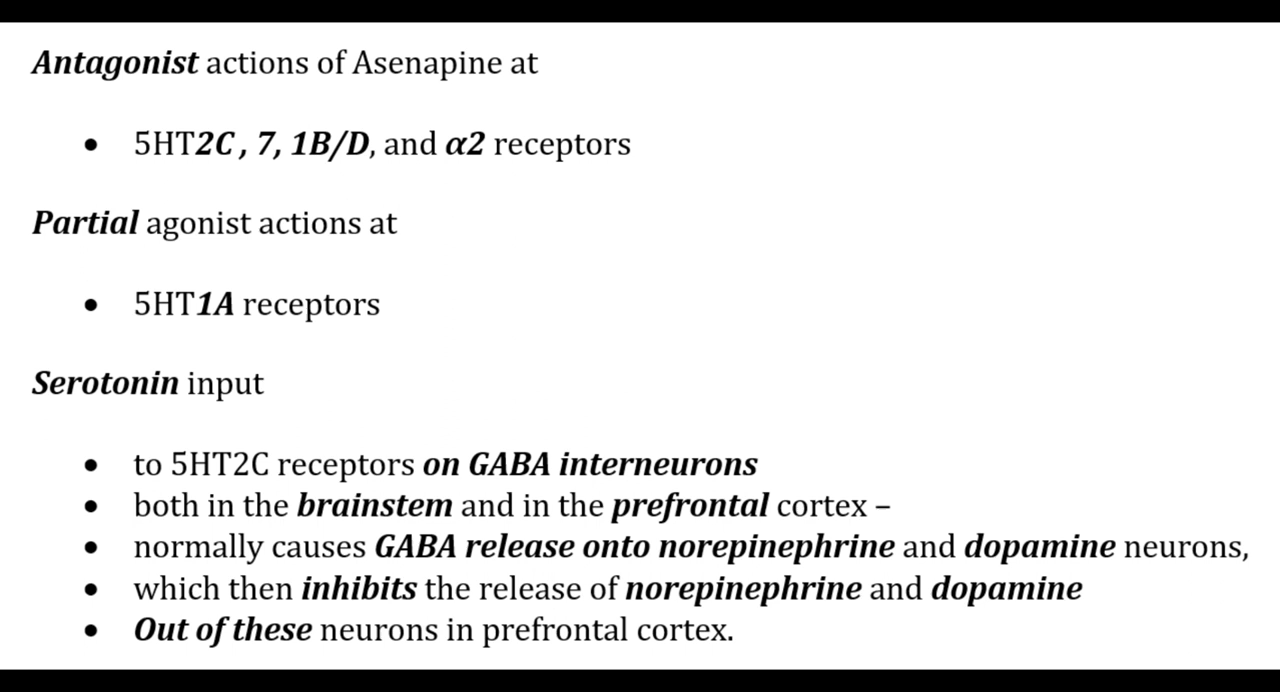 Antagonist actions of Asenapine at
• 5HT2C , 7, 1B/D, and α2 receptors
Partial agonist actions at
• 5HT1A receptors
Serotonin input
• to 5HT2C receptors on GABA interneurons
• both in the brainstem and in the prefrontal cortex –
• normally causes GABA release onto norepinephrine and dopamine neurons,
• which then inhibits the release of norepinephrine and dopamine
• Out of these neurons in prefrontal cortex.